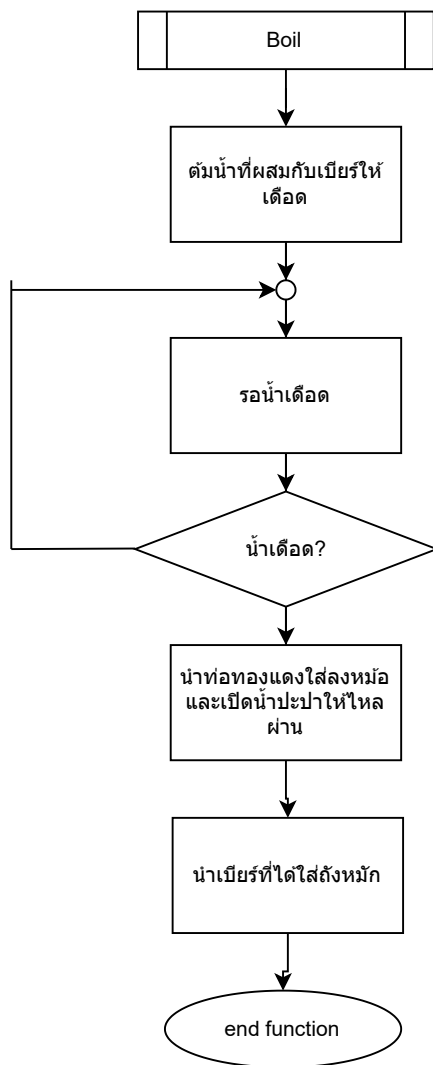 Boil
ต้มน้ำที่ผสมกับเบียร์ให้
เดือด
รอน้ำเดือด
น้ำเดือด?
นำท่อทองแดงใส่ลงหม้อ
และเปิดน้ำปะปาให้ไหล
ผ่าน
นำเบียร์ที่ได้ใส่ถังหมัก
end function